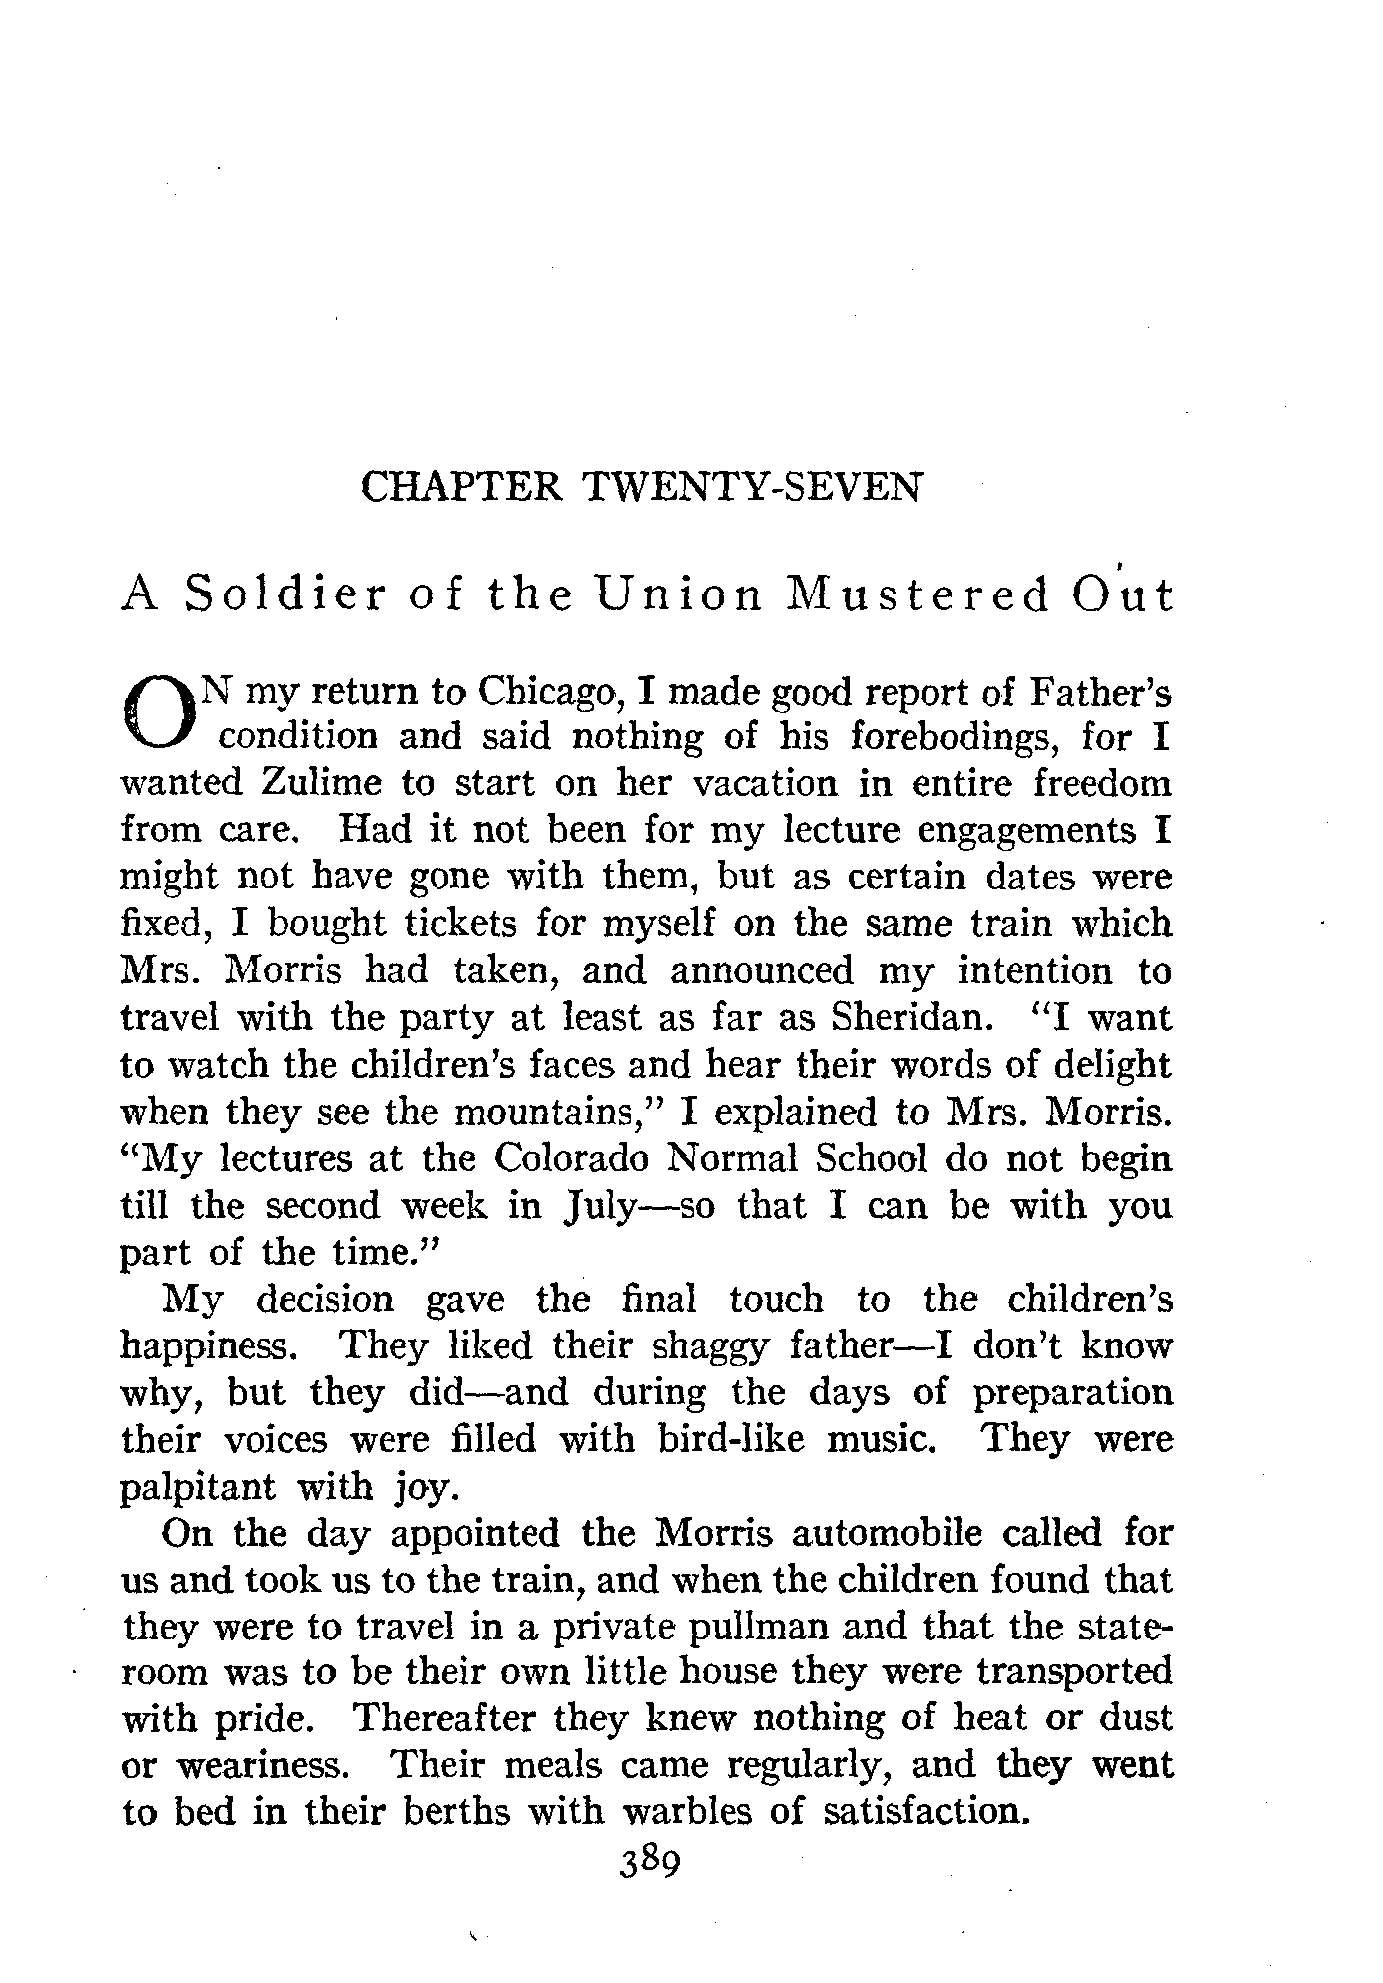 CHAPTER TWENTY-SEVEN
A Soldier of the Union Mustered Out
ON my return to Chicago, I made good report of Father's
condition and said nothing of his forebodings, for I
wanted Zulime to start on her vacation in entire freedom
from care. Had it not been for my lecture engagements I
might not have gone with them, but as certain dates were
fixed, I bought tickets for myself on the same train which
Mrs. Morris had taken, and announced my intention to
travel with the party at least as far as Sheridan. "I want
to watch the children's faces and hear their words of delight
when they see the mountains," I explained to Mrs. Morris.
"My lectures at the Colorado Normal School do not begin
till the second week in July—so that I can be with you
part of the time."
My decision gave the final touch to the children's
happiness. They liked their shaggy father—I don't know
why, but they did—and during the days of preparation
their voices were filled with bird-like music. They were
palpitant with joy.
On the day appointed the Morris automobile called for
us and took us to the train, and when the children found that
they were to travel in a private pullman and that the state-
room was to be their own little house they were transported
with pride. Thereafter they knew nothing of heat or dust
or weariness. Their meals came regularly, and they went
to bed in their berths with warbles of satisfaction.
389